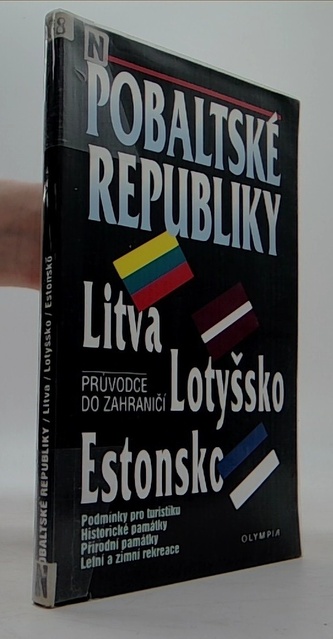 8
N
POBALTSKÉ
REPUBLIKY
Litva
PRŮVODCE
DO ZAHRANIČÍ
Lotyšsko
Estonsko
Podmínky pro turistiku
Historické památky
Přírodní památky
Letní a zimní rekreace
OLYMPIA
POBALTSKÉ REPUBLIKY / Litva / Lotyšsko / Estonsko
N